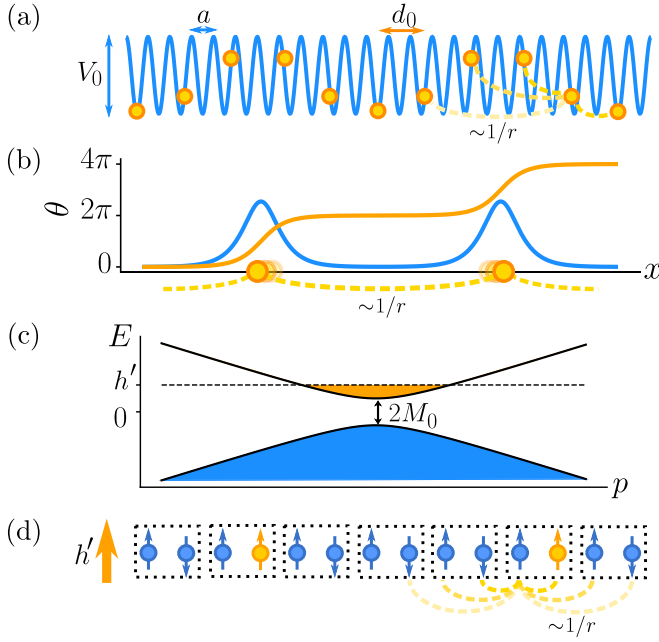 (a)
a
d₀
V₀
~1/r
(b)
4π
2π
0
θ
x
~1/r
(c)
E
h′
0
2M₀
p
(d)
h′
~1/r